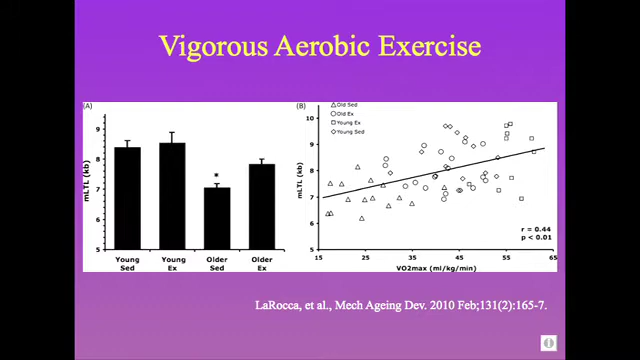 Vigorous Aerobic Exercise
(A)
mLTL (kb)
9
8
7
6
5
*
Young Sed
Young Ex
Older Sed
Older Ex
(B)
mLTL (kb)
10
9
8
7
6
5
Old Sed
Old Ex
Young Ex
Young Sed
r = 0.44
p < 0.01
15 25 35 45 55 65
VO2max (ml/kg/min)
LaRocca, et al., Mech Ageing Dev. 2010 Feb;131(2):165-7.